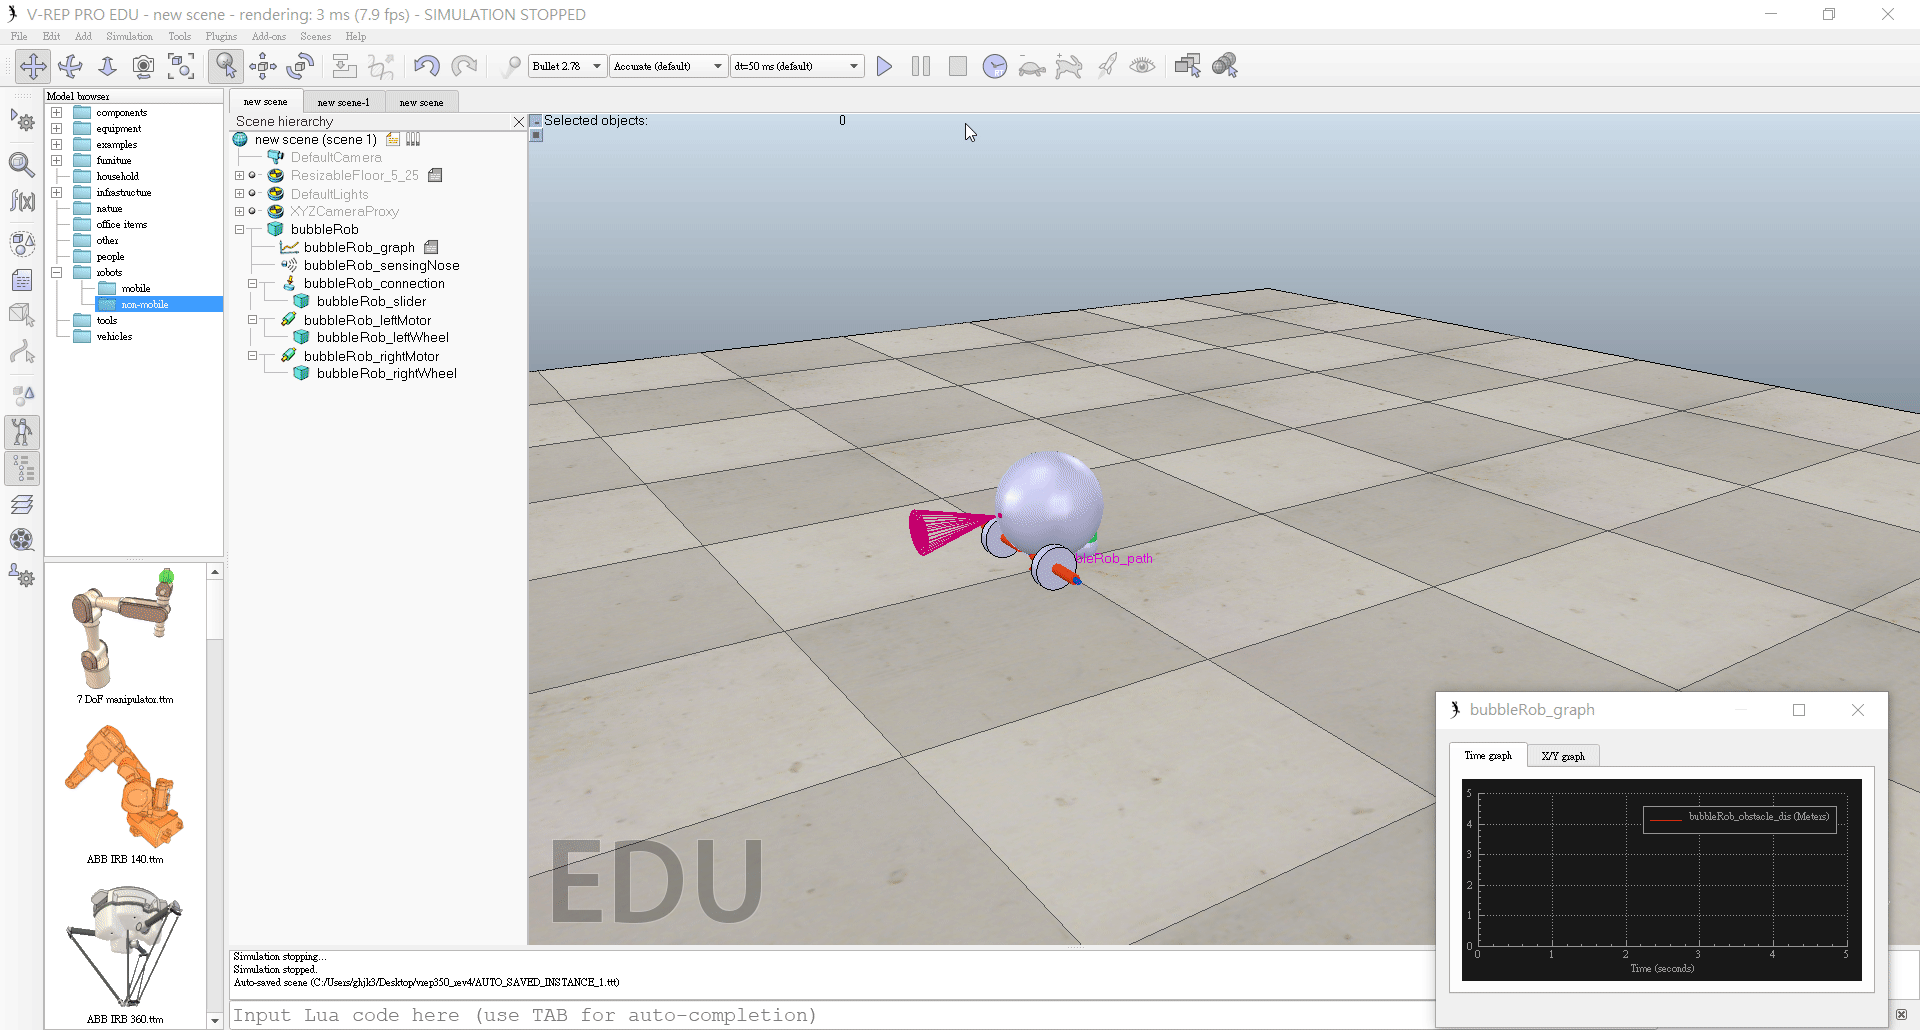 V-REP PRO EDU - new scene - rendering: 3 ms (7.9 fps) - SIMULATION STOPPED
File Edit Add Simulation Tools Plugins Add-ons Scenes Help
f(x)
Bullet 2.78 Accurate (default) dt=50 ms (default)
Model browser
components
equipment
examples
furniture
household
infrastructure
nature
office items
other
people
robots
mobile
non-mobile
tools
vehicles
7 DoF manipulator.ttm
ABB IRB 140.ttm
ABB IRB 360.ttm
new scene new scene-1 new scene
Scene hierarchy
new scene (scene 1)
DefaultCamera
ResizableFloor_5_25
DefaultLights
XYZCameraProxy
bubbleRob
bubbleRob_graph
bubbleRob_sensingNose
bubbleRob_connection
bubbleRob_slider
bubbleRob_leftMotor
bubbleRob_leftWheel
bubbleRob_rightMotor
bubbleRob_rightWheel
Selected objects: 0
bleRob_path
EDU
bubbleRob_graph
Time graph X/Y graph
bubbleRob_obstacle_dis (Meters)
5
4
3
2
1
0
0 1 2 3 4 5
Time (seconds)
Simulation stopping...
Simulation stopped.
Auto-saved scene (C:/Users/ghjk3/Desktop/vrep350_rev4/AUTO_SAVED_INSTANCE_1.ttt)
Input Lua code here (use TAB for auto-completion)